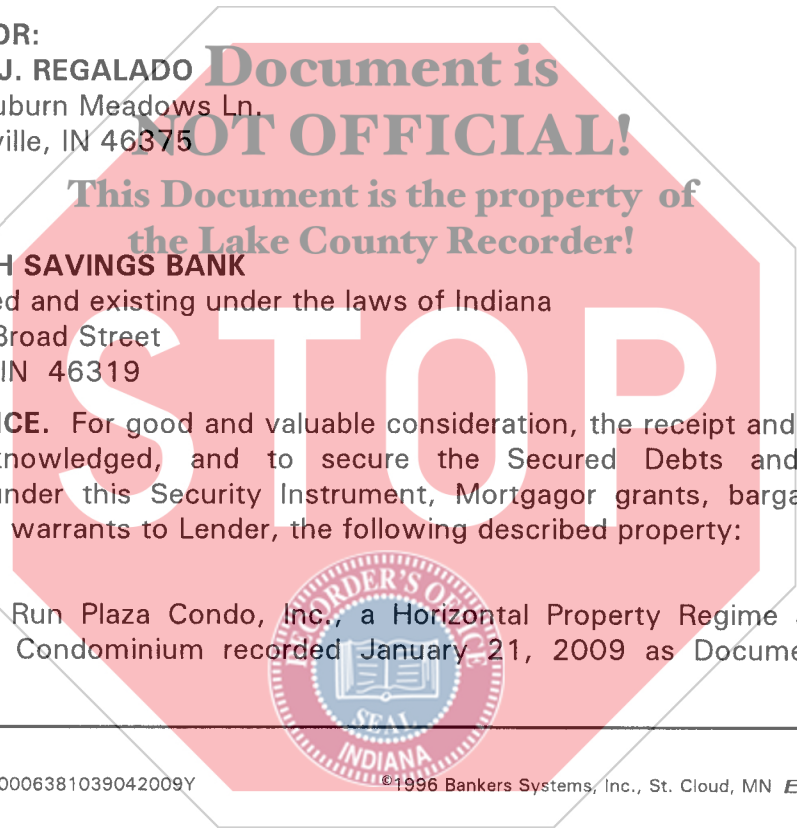 OR:
J. REGALADO
Document is
uburn Meadows Ln.
NOT OFFICIAL!
ville, IN 46375
This Document is the property of
the Lake County Recorder!
H SAVINGS BANK
ed and existing under the laws of Indiana
Broad Street
IN 46319
STOP
ICE. For good and valuable consideration, the receipt and
knowledged, and to secure the Secured Debts and
under this Security Instrument, Mortgagor grants, barga
warrants to Lender, the following described property:
Run Plaza Condo, Inc., a Horizontal Property Regime
Condominium recorded January 21, 2009 as Docume
RECORDER'S OFFICE
SEAL
INDIANA
0006381039042009Y
©1996 Bankers Systems, Inc., St. Cloud, MN E